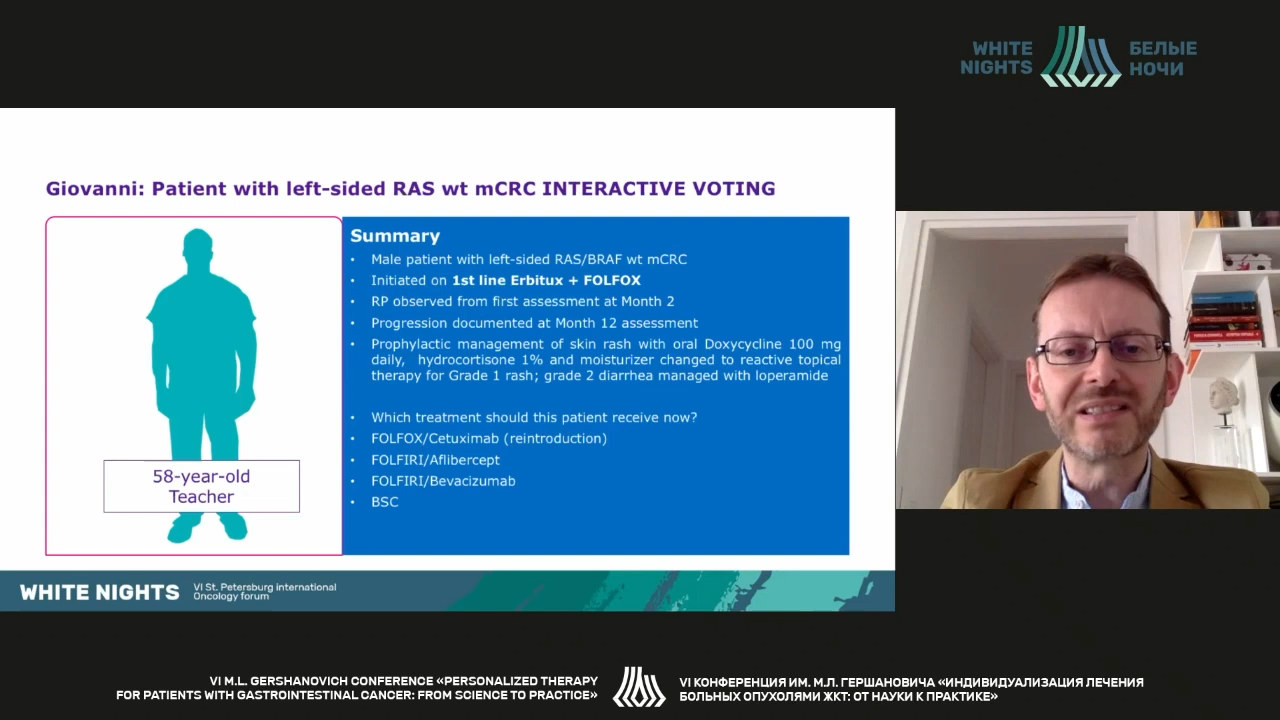 WHITE
NIGHTS
БЕЛЫЕ
НОЧИ
Giovanni: Patient with left-sided RAS wt mCRC INTERACTIVE VOTING
58-year-old
Teacher
Summary
• Male patient with left-sided RAS/BRAF wt mCRC
• Initiated on 1st line Erbitux + FOLFOX
• RP observed from first assessment at Month 2
• Progression documented at Month 12 assessment
• Prophylactic management of skin rash with oral Doxycycline 100 mg
daily, hydrocortisone 1% and moisturizer changed to reactive topical
therapy for Grade 1 rash; grade 2 diarrhea managed with loperamide
• Which treatment should this patient receive now?
• FOLFOX/Cetuximab (reintroduction)
• FOLFIRI/Aflibercept
• FOLFIRI/Bevacizumab
• BSC
WHITE NIGHTS
VI St. Petersburg international
Oncology forum
VI M.L. GERSHANOVICH CONFERENCE «PERSONALIZED THERAPY
FOR PATIENTS WITH GASTROINTESTINAL CANCER: FROM SCIENCE TO PRACTICE»
VI КОНФЕРЕНЦИЯ ИМ. М.Л. ГЕРШАНОВИЧА «ИНДИВИДУАЛИЗАЦИЯ ЛЕЧЕНИЯ
БОЛЬНЫХ ОПУХОЛЯМИ ЖКТ: ОТ НАУКИ К ПРАКТИКЕ»